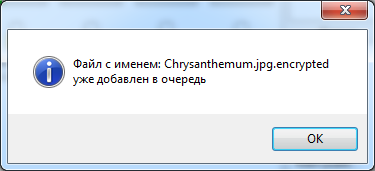 Файл с именем: Chrysanthemum.jpg.encrypted
уже добавлен в очередь
OK